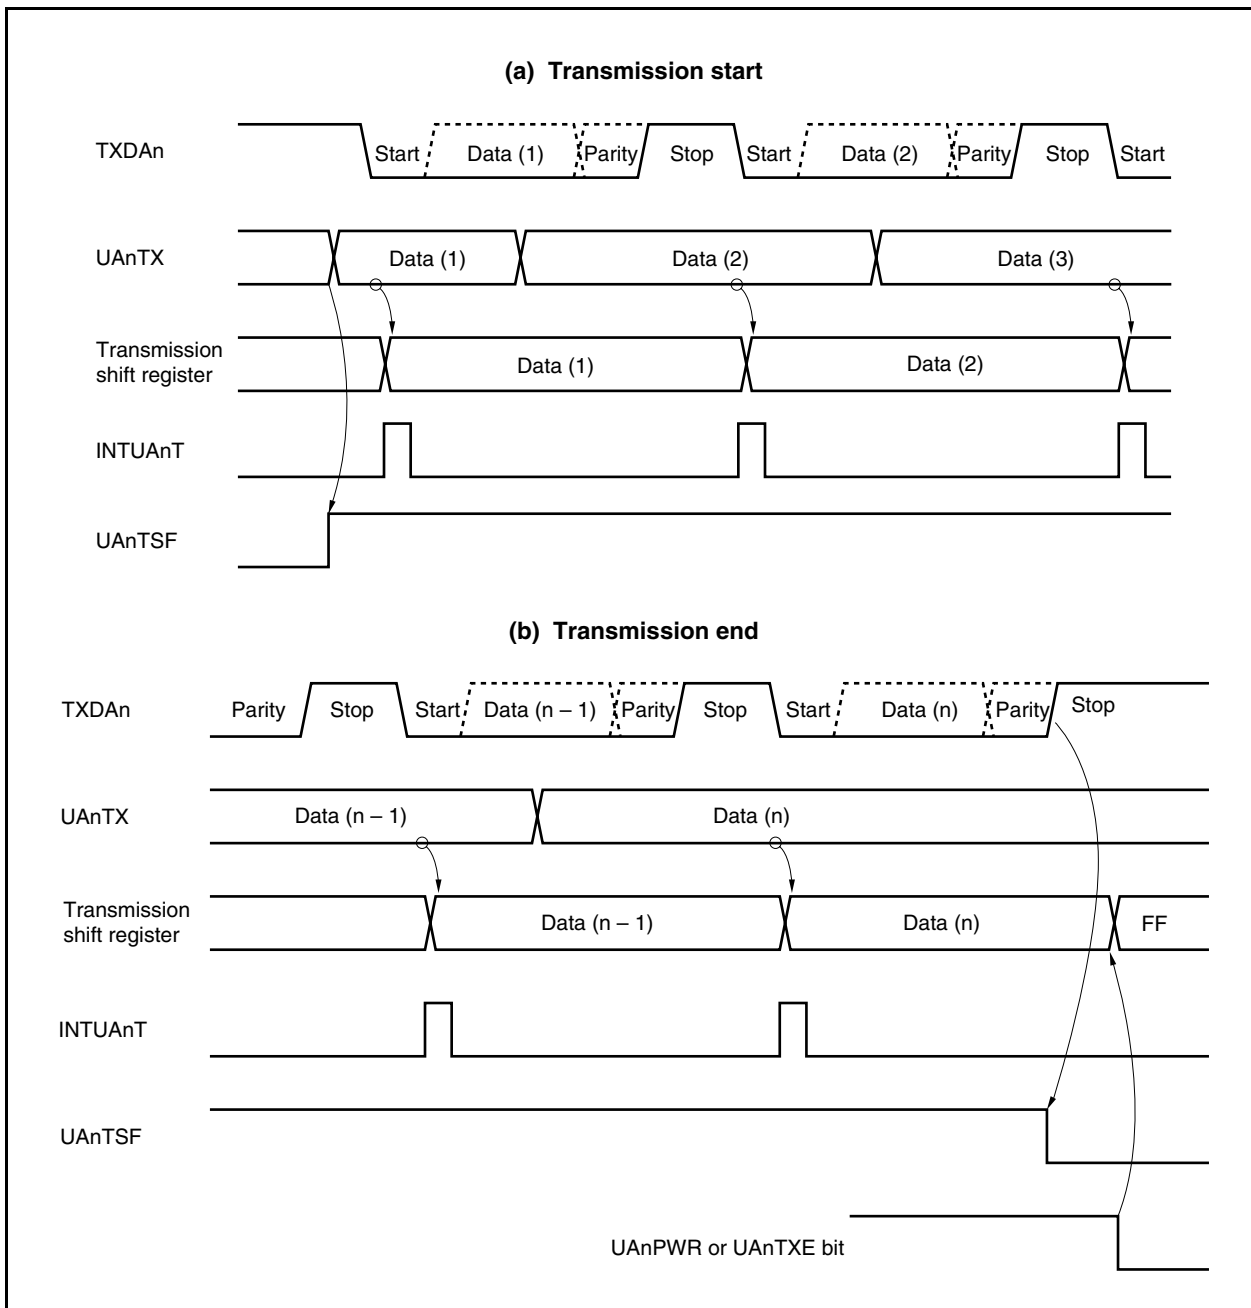 (a) Transmission start
TXDAn
Start Data (1) Parity Stop Start Data (2) Parity Stop Start
UAnTX
Data (1) Data (2) Data (3)
Transmission
shift register
Data (1) Data (2)
INTUAnT
UAnTSF
(b) Transmission end
TXDAn
Parity Stop Start Data (n – 1) Parity Stop Start Data (n) Parity Stop
UAnTX
Data (n – 1) Data (n)
Transmission
shift register
Data (n – 1) Data (n) FF
INTUAnT
UAnTSF
UAnPWR or UAnTXE bit